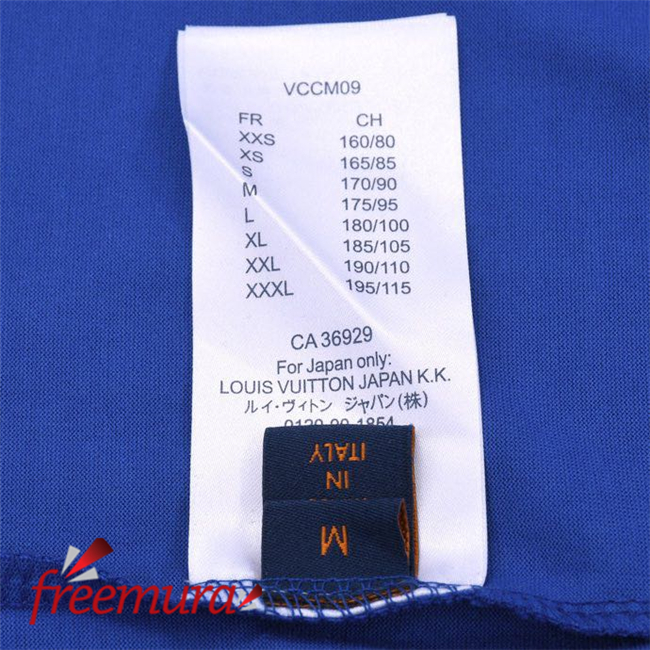 VCCM09
FR CH
XXS 160/80
XS 165/85
S 170/90
M 175/95
L 180/100
XL 185/105
XXL 190/110
XXXL 195/115
CA 36929
For Japan only:
LOUIS VUITTON JAPAN K.K.
ルイ・ヴィトン ジャパン(株)
1854
IN
ITALY
M
freemura